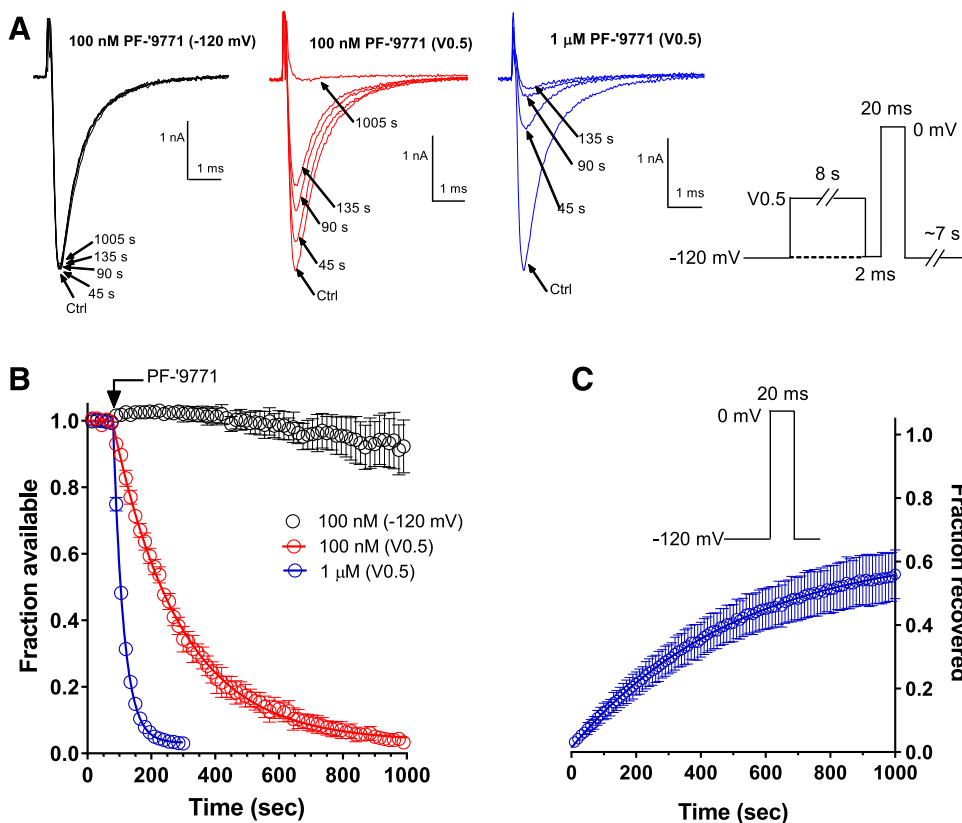 A
100 nM PF-'9771 (-120 mV)
100 nM PF-'9771 (V0.5)
1 μM PF-'9771 (V0.5)
1005 s
135 s
90 s
45 s
Ctrl
1 nA
1 ms
1005 s
135 s
90 s
45 s
Ctrl
1 nA
1 ms
135 s
90 s
45 s
Ctrl
1 nA
1 ms
20 ms
0 mV
8 s
V0.5
~7 s
-120 mV
2 ms
B
PF-'9771
1.0
0.8
0.6
0.4
0.2
0.0
Fraction available
100 nM (-120 mV)
100 nM (V0.5)
1 μM (V0.5)
0
200
400
600
800
1000
Time (sec)
C
20 ms
0 mV
-120 mV
1.0
0.8
0.6
0.4
0.2
0.0
Fraction recovered
0
200
400
600
800
1000
Time (sec)